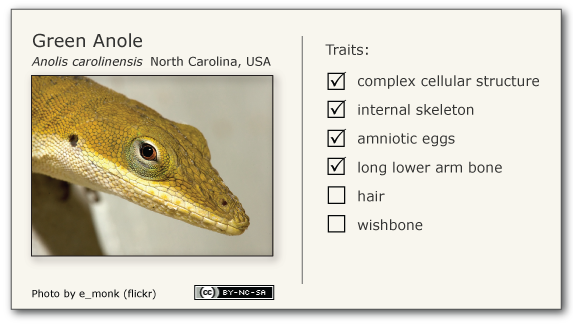 Green Anole
Anolis carolinensis North Carolina, USA
Traits:
complex cellular structure
internal skeleton
amniotic eggs
long lower arm bone
hair
wishbone
Photo by e_monk (flickr)
cc BY-NC-SA